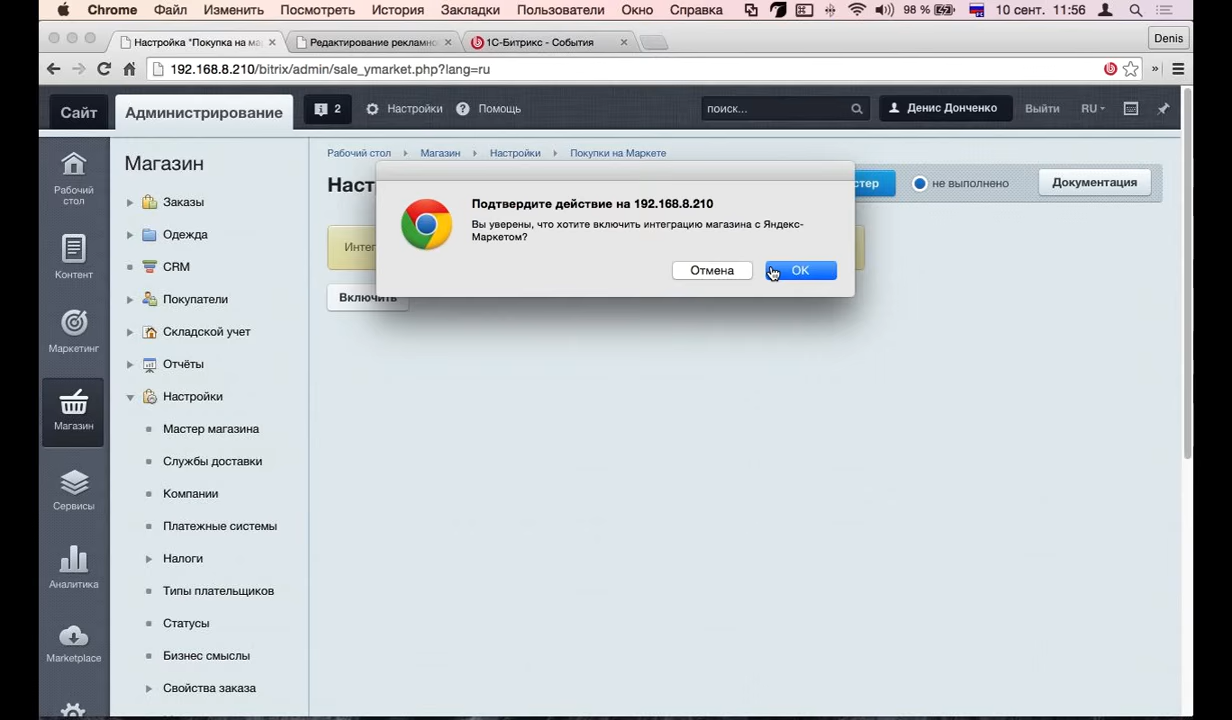 Chrome Файл Изменить Посмотреть История Закладки Пользователи Окно Справка 98 % 10 сент. 11:56
Настройка "Покупка на ма
Редактирование рекламно
1С-Битрикс - События
Denis
192.168.8.210/bitrix/admin/sale_ymarket.php?lang=ru
Сайт
Администрирование
2
Настройки
Помощь
поиск...
Денис Донченко
Выйти
RU
Рабочий стол
Контент
Маркетинг
Магазин
Сервисы
Аналитика
Marketplace
Магазин
Заказы
Одежда
CRM
Покупатели
Складской учет
Отчёты
Настройки
Мастер магазина
Службы доставки
Компании
Платежные системы
Налоги
Типы плательщиков
Статусы
Бизнес смыслы
Свойства заказа
Рабочий стол Магазин Настройки Покупки на Маркете
Наст
стер
не выполнено
Документация
Интег
Включить
Подтвердите действие на 192.168.8.210
Вы уверены, что хотите включить интеграцию магазина с Яндекс-
Маркетом?
Отмена
OK